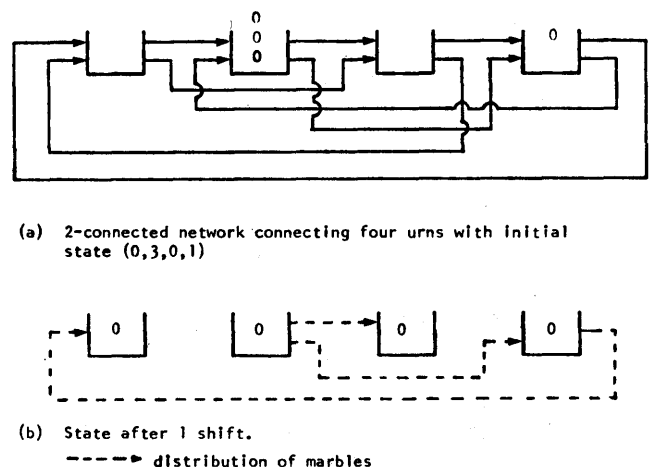 0
0
0
0
(a) 2-connected network connecting four urns with initial
state (0,3,0,1)
0 0 0 0
(b) State after 1 shift.
distribution of marbles